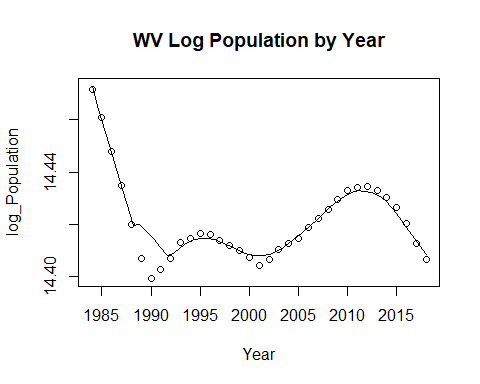 WV Log Population by Year
log_Population
14.44
14.40
1985 1990 1995 2000 2005 2010 2015
Year